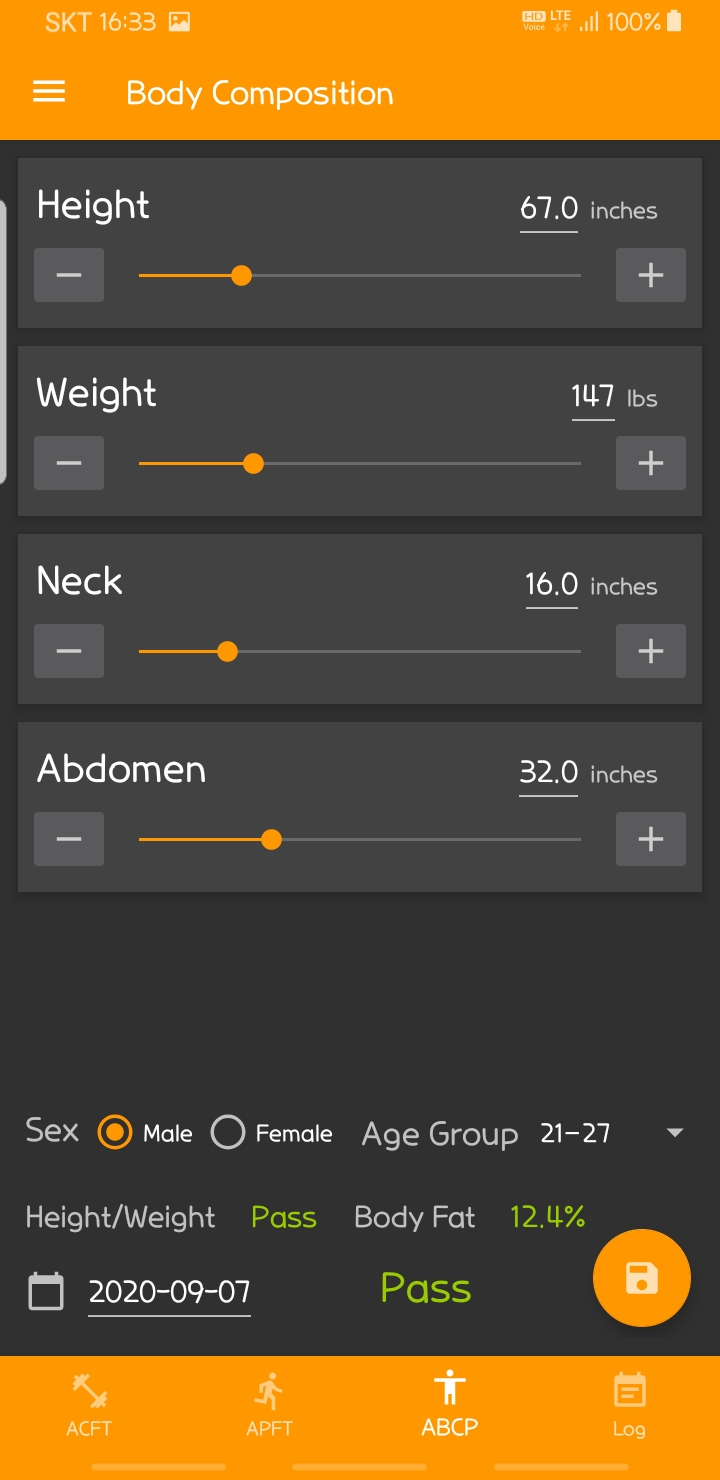 SKT 16:33 HD Voice LTE 100%
Body Composition
Height 67.0 inches
Weight 147 lbs
Neck 16.0 inches
Abdomen 32.0 inches
Sex Male Female Age Group 21-27
Height/Weight Pass Body Fat 12.4%
2020-09-07 Pass
ACFT APFT ABCP Log